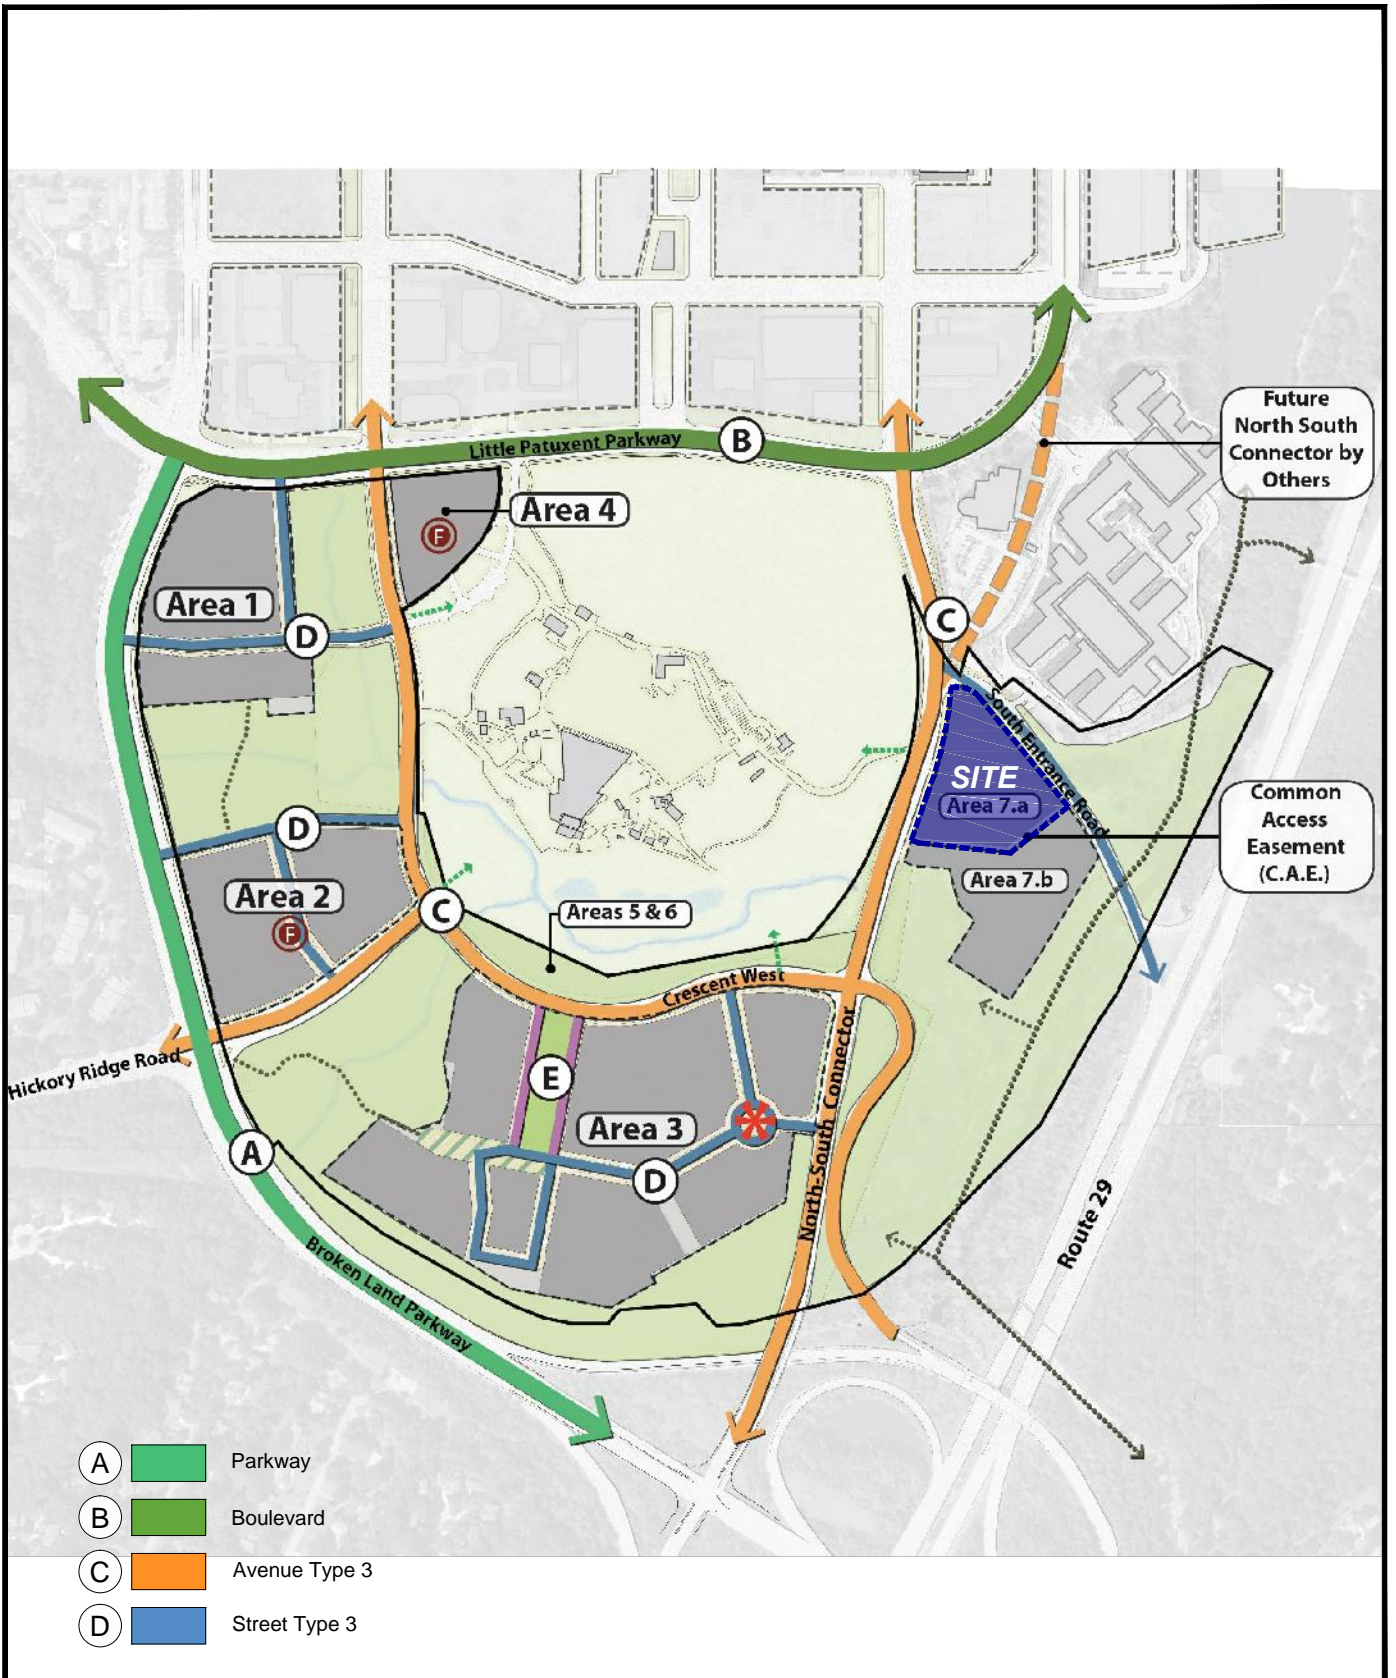 Future
North South
Connector by
Others
Little Patuxent Parkway
B
Area 4
F
Area 1
D
C
South Entrance Road
SITE
Area 7.a
Common
Access
Easement
(C.A.E.)
D
Area 7.b
Area 2
F
C
Areas 5 & 6
Crescent West
Hickory Ridge Road
E
North-South Connector
Area 3
A
D
Route 29
Broken Land Parkway
A Parkway
B Boulevard
C Avenue Type 3
D Street Type 3